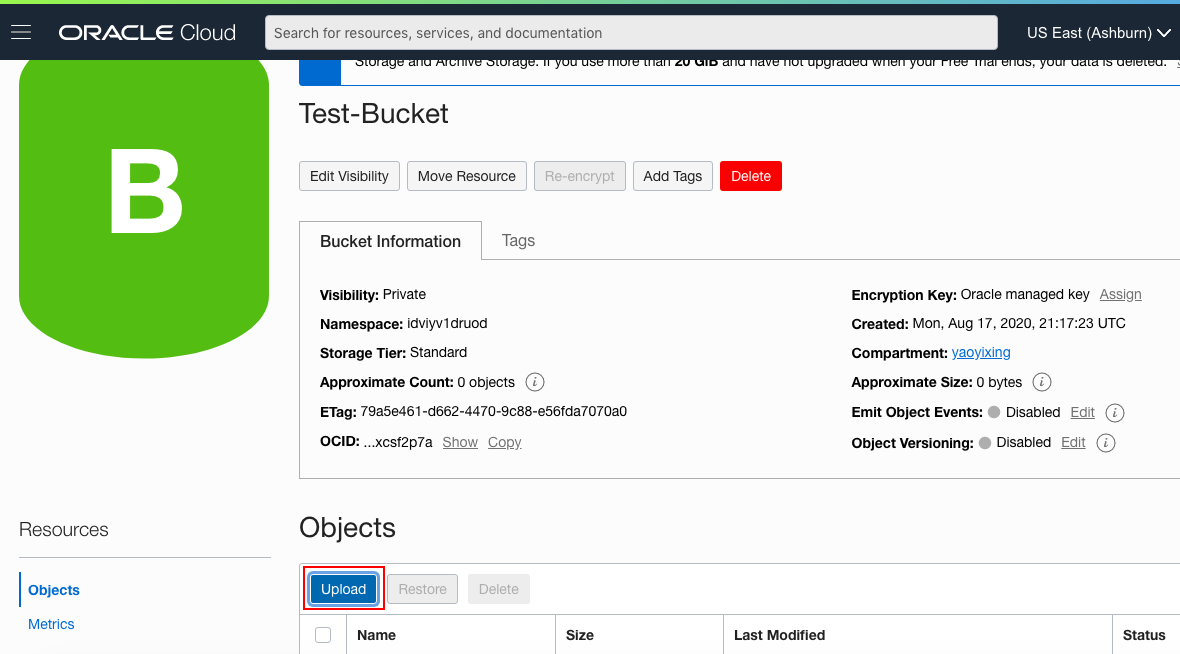 ORACLE Cloud
Search for resources, services, and documentation
US East (Ashburn)
Storage and Archive Storage. If you use more than 20 GiB and have not upgraded when your Free Trial ends, your data is deleted.
B
Test-Bucket
Edit Visibility Move Resource Re-encrypt Add Tags Delete
Bucket Information Tags
Visibility: Private
Namespace: idviyv1druod
Storage Tier: Standard
Approximate Count: 0 objects i
ETag: 79a5e461-d662-4470-9c88-e56fda7070a0
OCID: ...xcsf2p7a Show Copy
Encryption Key: Oracle managed key Assign
Created: Mon, Aug 17, 2020, 21:17:23 UTC
Compartment: yaoyixing
Approximate Size: 0 bytes i
Emit Object Events: Disabled Edit i
Object Versioning: Disabled Edit i
Resources
Objects
Metrics
Objects
Upload Restore Delete
Name Size Last Modified Status